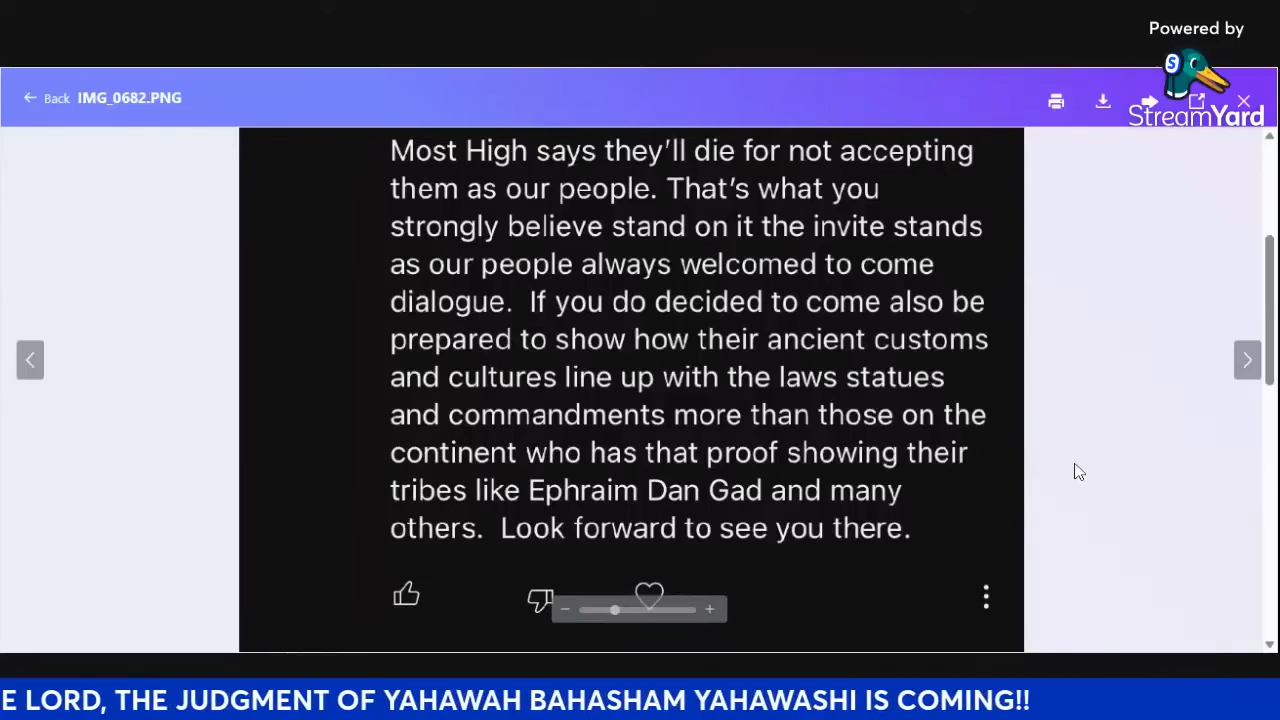 Powered by
StreamYard
Back IMG_0682.PNG
Most High says they'll die for not accepting
them as our people. That's what you
strongly believe stand on it the invite stands
as our people always welcomed to come
dialogue.  If you do decided to come also be
prepared to show how their ancient customs
and cultures line up with the laws statues
and commandments more than those on the
continent who has that proof showing their
tribes like Ephraim Dan Gad and many
others.  Look forward to see you there.
E LORD, THE JUDGMENT OF YAHAWAH BAHASHAM YAHAWASHI IS COMING!!